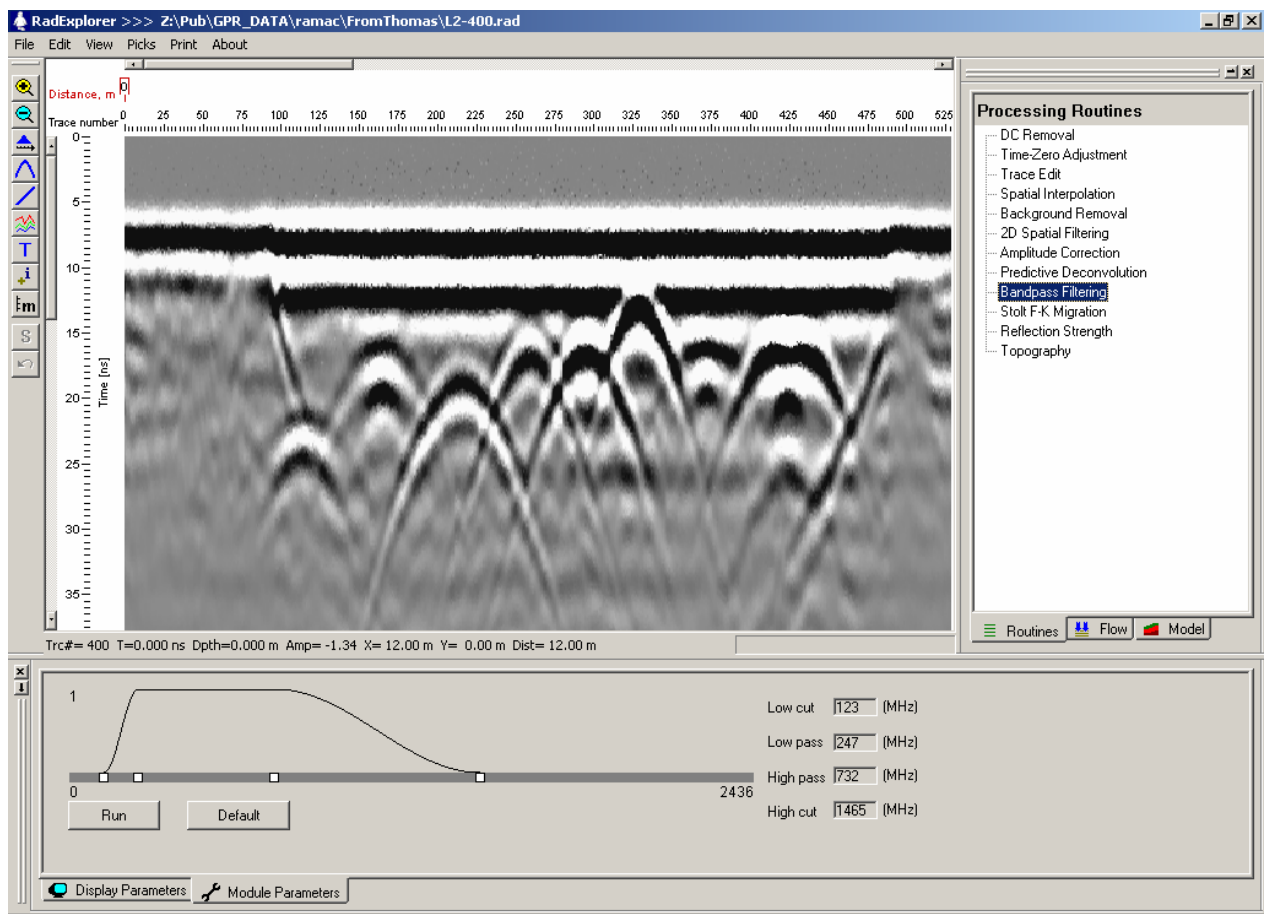 RadExplorer >>> Z:\Pub\GPR_DATA\ramac\FromThomas\L2-400.rad
File Edit View Picks Print About
Distance, m 0
Trace number 0 25 50 75 100 125 150 175 200 225 250 275 300 325 350 375 400 425 450 475 500 525
Time [ns]
0
5
10
15
20
25
30
35
T
i
m
S
Trc#= 400 T=0.000 ns Dpth=0.000 m Amp= -1.34 X= 12.00 m Y= 0.00 m Dist= 12.00 m
Processing Routines
DC Removal
Time-Zero Adjustment
Trace Edit
Spatial Interpolation
Background Removal
2D Spatial Filtering
Amplitude Correction
Predictive Deconvolution
Bandpass Filtering
Stolt F-K Migration
Reflection Strength
Topography
Routines Flow Model
1
0 2436
Run Default
Low cut 123 (MHz)
Low pass 247 (MHz)
High pass 732 (MHz)
High cut 1465 (MHz)
Display Parameters Module Parameters